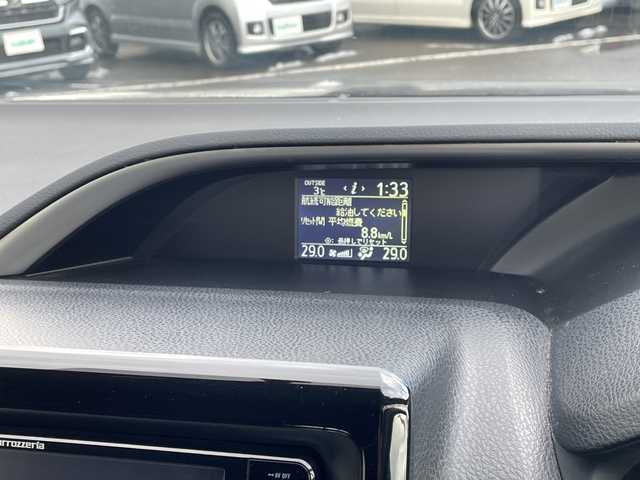 OUTSIDE
3℃ ‹ i › 1:33
航続可能距離
給油してください
リセット間 平均燃費
8.8km/L
◎: 長押しでリセット
29.0 29.0
carrozzeria